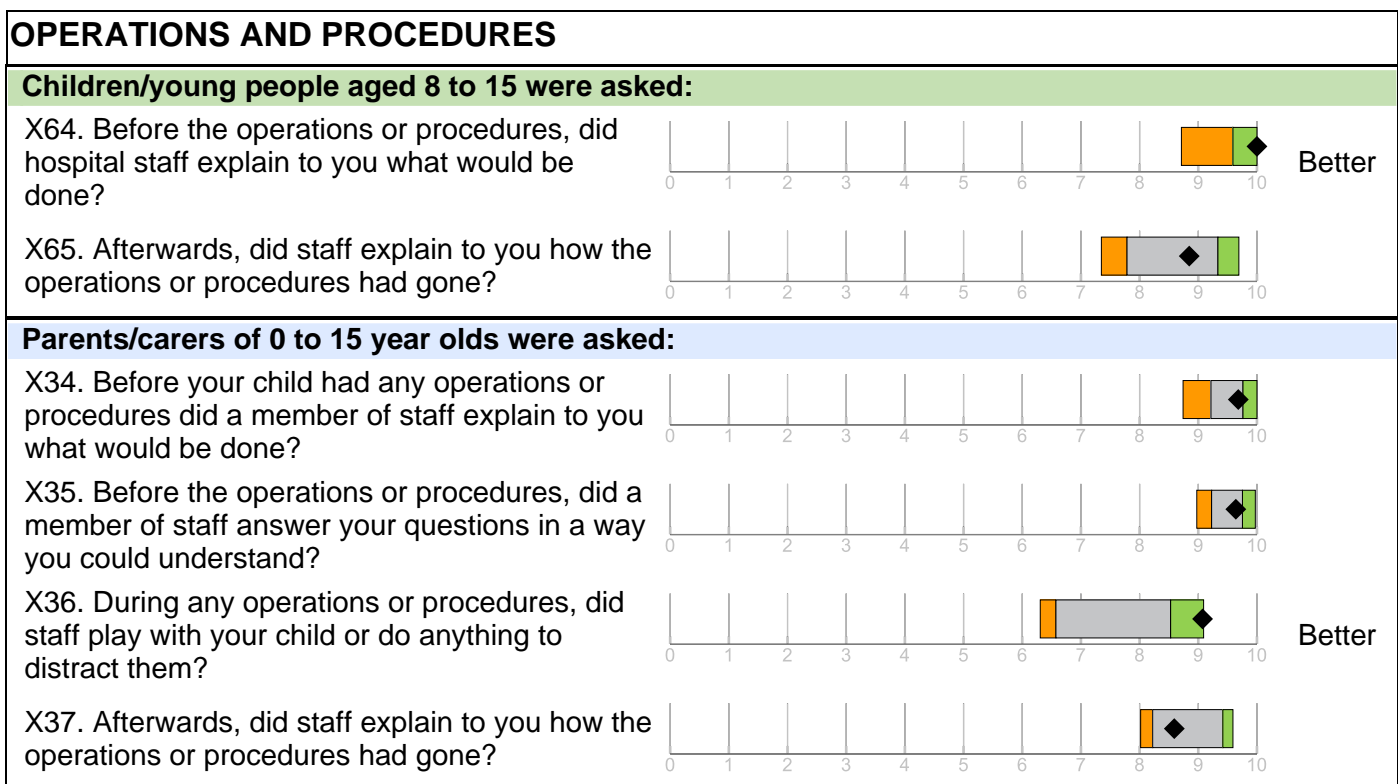 OPERATIONS AND PROCEDURES
Children/young people aged 8 to 15 were asked:
X64. Before the operations or procedures, did
hospital staff explain to you what would be
done?
0 1 2 3 4 5 6 7 8 9 10
Better
X65. Afterwards, did staff explain to you how the
operations or procedures had gone?
0 1 2 3 4 5 6 7 8 9 10
Parents/carers of 0 to 15 year olds were asked:
X34. Before your child had any operations or
procedures did a member of staff explain to you
what would be done?
0 1 2 3 4 5 6 7 8 9 10
X35. Before the operations or procedures, did a
member of staff answer your questions in a way
you could understand?
0 1 2 3 4 5 6 7 8 9 10
X36. During any operations or procedures, did
staff play with your child or do anything to
distract them?
0 1 2 3 4 5 6 7 8 9 10
Better
X37. Afterwards, did staff explain to you how the
operations or procedures had gone?
0 1 2 3 4 5 6 7 8 9 10